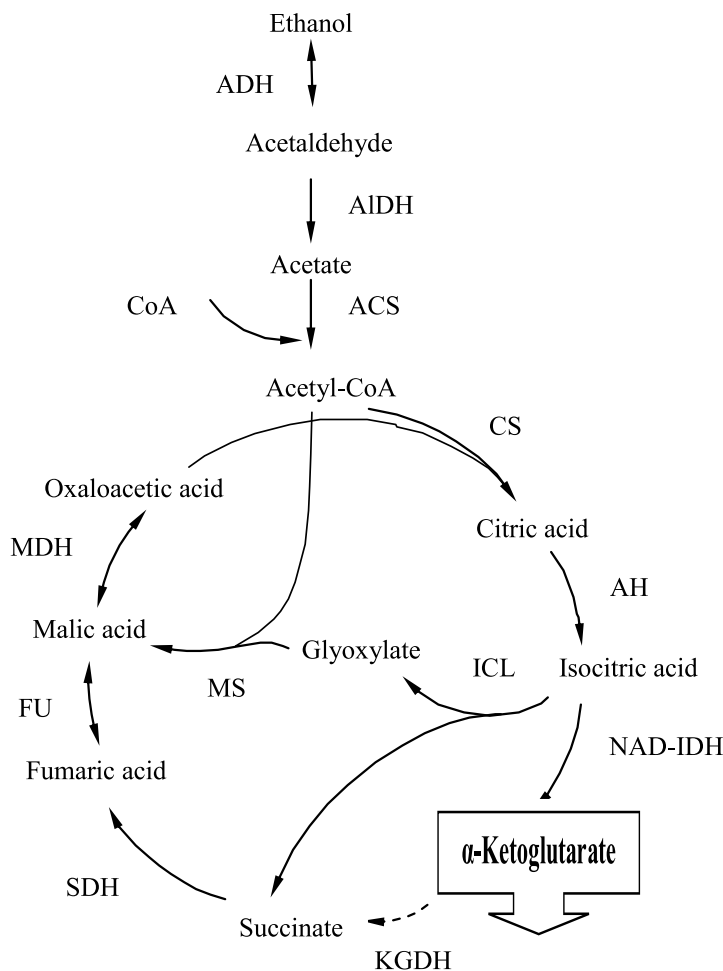 Ethanol
ADH
Acetaldehyde
AlDH
Acetate
CoA
ACS
Acetyl-CoA
CS
Oxaloacetic acid
Citric acid
MDH
AH
Malic acid
Glyoxylate
ICL
Isocitric acid
MS
FU
NAD-IDH
Fumaric acid
α-Ketoglutarate
SDH
Succinate
KGDH